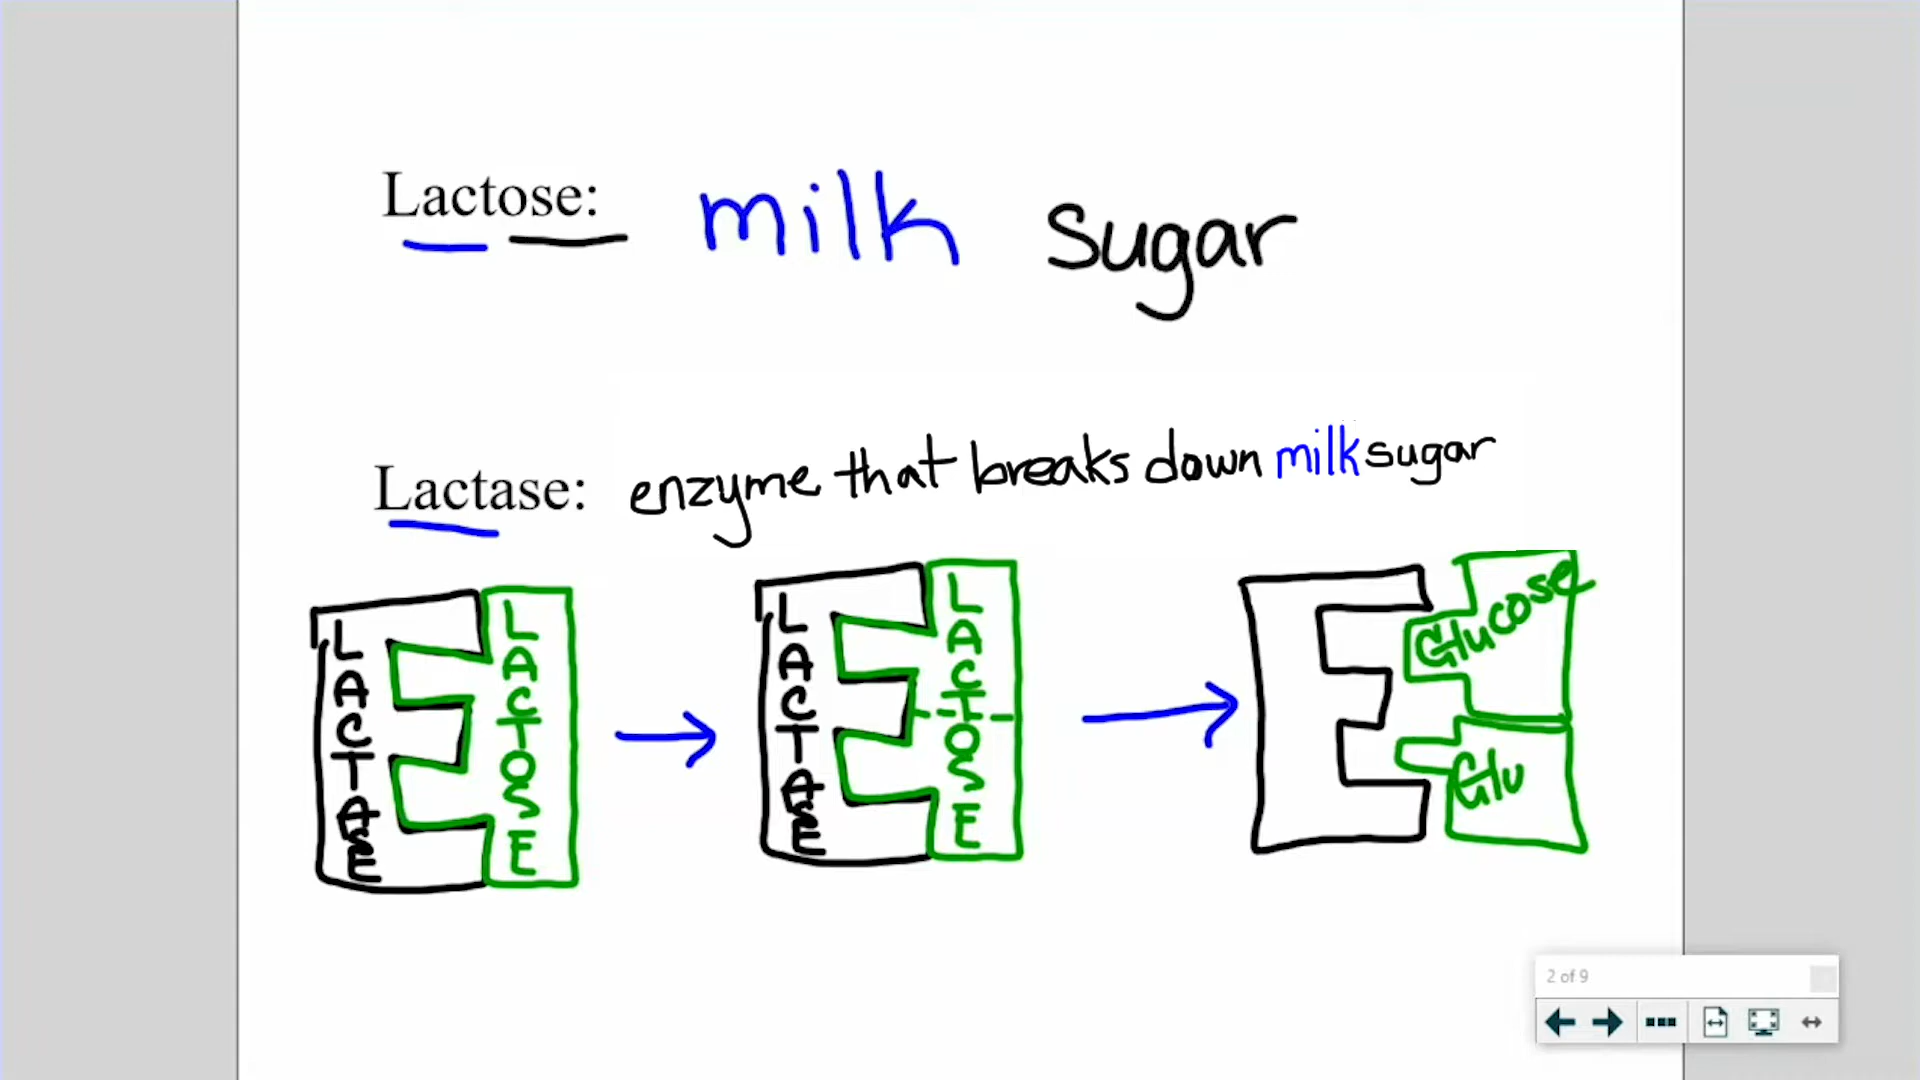 Lactose: milk sugar
Lactase: enzyme that breaks down milk sugar
LACTASE
LACTOSE
LACTASE
LACTOSE
Glucose
Glu
2 of 9